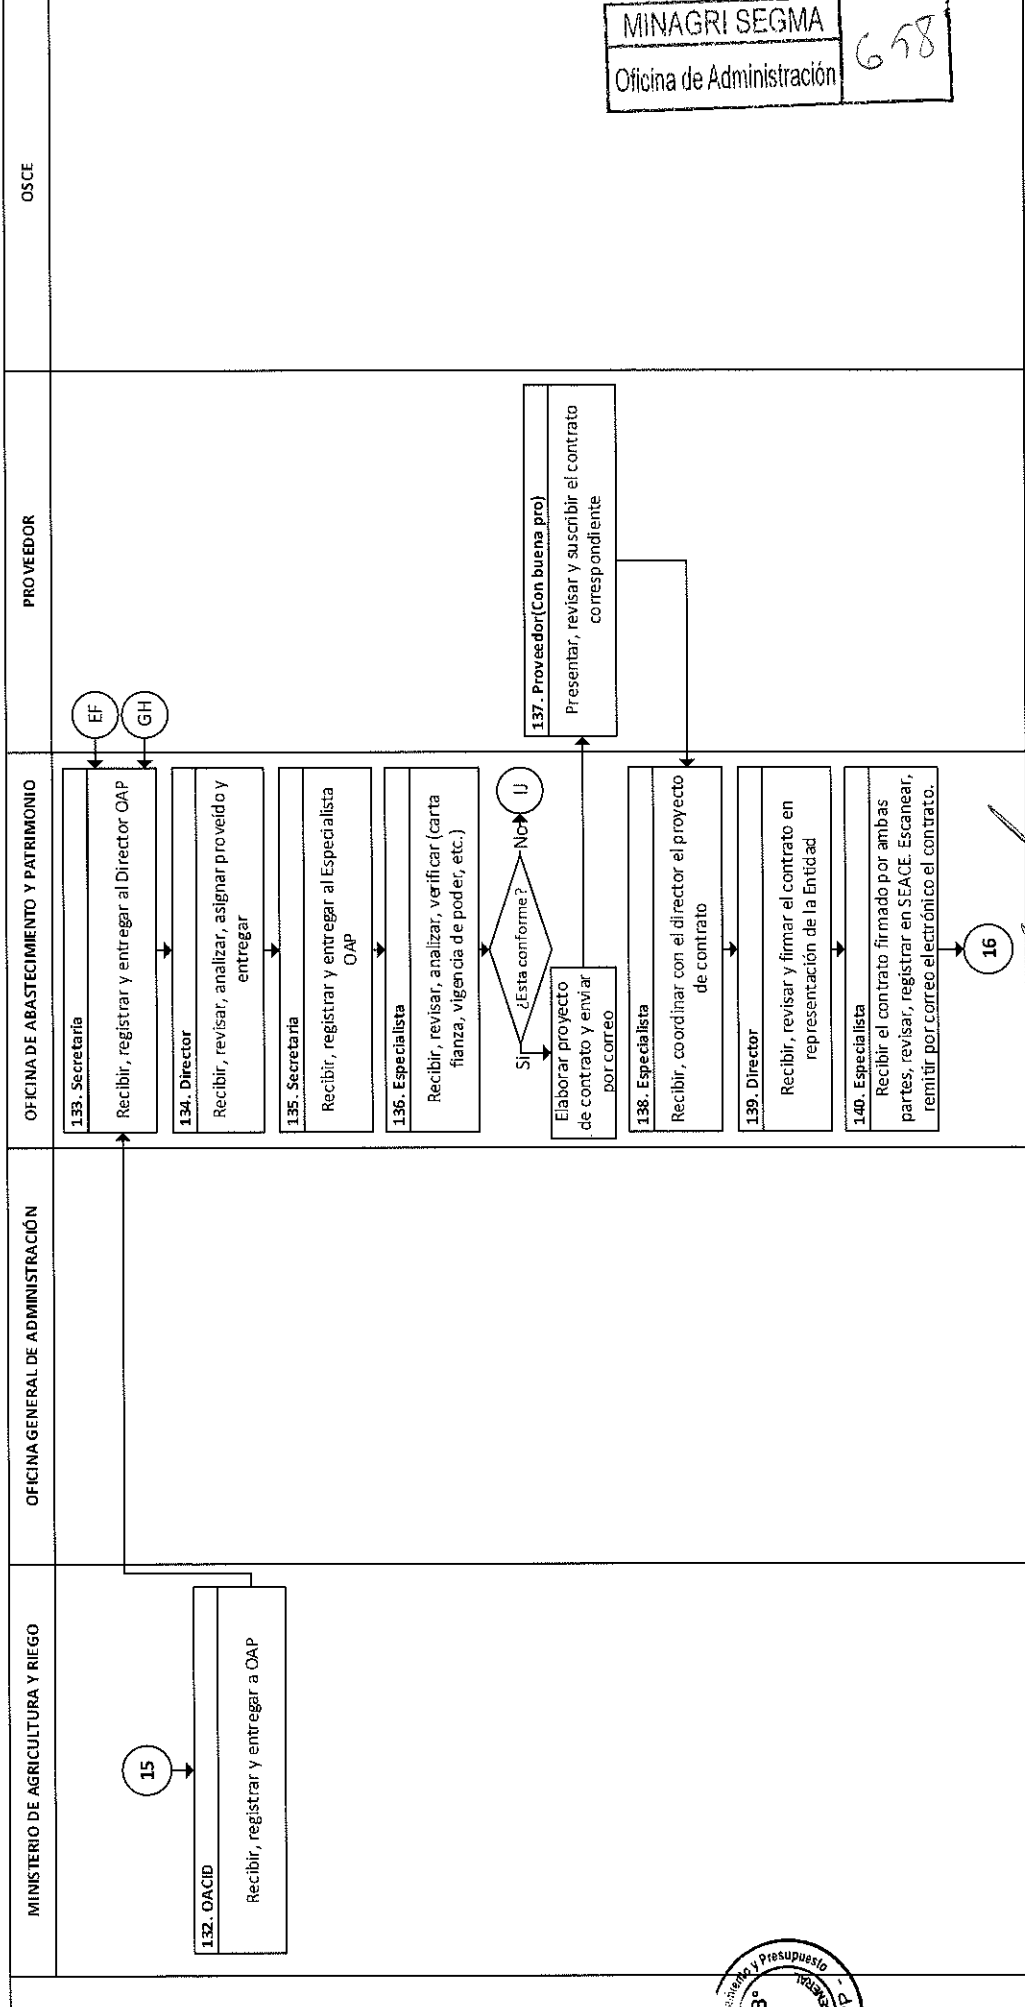 MINAGRI SEGMA
Oficina de Administración
658
MINISTERIO DE AGRICULTURA Y RIEGO
OFICINA GENERAL DE ADMINISTRACIÓN
OFICINA DE ABASTECIMIENTO Y PATRIMONIO
PROVEEDOR
OSCE
15
132. OACID
Recibir, registrar y entregar a OAP
EF
GH
133. Secretaria
Recibir, registrar y entregar al Director OAP
134. Director
Recibir, revisar, analizar, asignar proveído y
entregar
135. Secretaria
Recibir, registrar y entregar al Especialista
OAP
136. Especialista
Recibir, revisar, analizar, verificar (carta
fianza, vigencia de poder, etc.)
¿Esta conforme?
No
IJ
Si
Elaborar proyecto
de contrato y enviar
por correo
137. Proveedor(Con buena pro)
Presentar, revisar y suscribir el contrato
correspondiente
138. Especialista
Recibir, coordinar con el director el proyecto
de contrato
139. Director
Recibir, revisar y firmar el contrato en
representación de la Entidad
140. Especialista
Recibir el contrato firmado por ambas
partes, revisar, registrar en SEACE. Escanear,
remitir por correo electrónico el contrato.
16
y Presupuesto